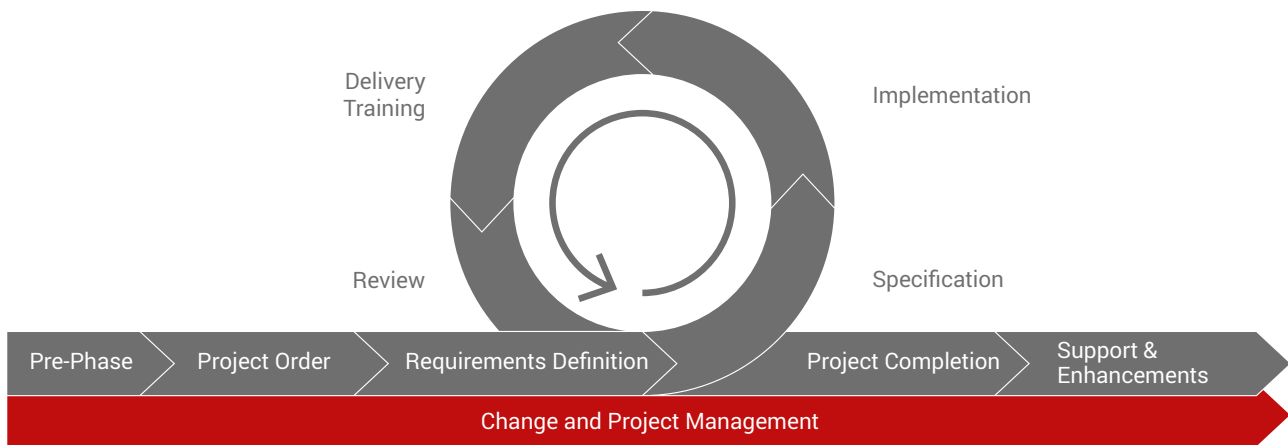 Delivery
Training
Implementation
Review
Specification
Pre-Phase
Project Order
Requirements Definition
Project Completion
Support &
Enhancements
Change and Project Management